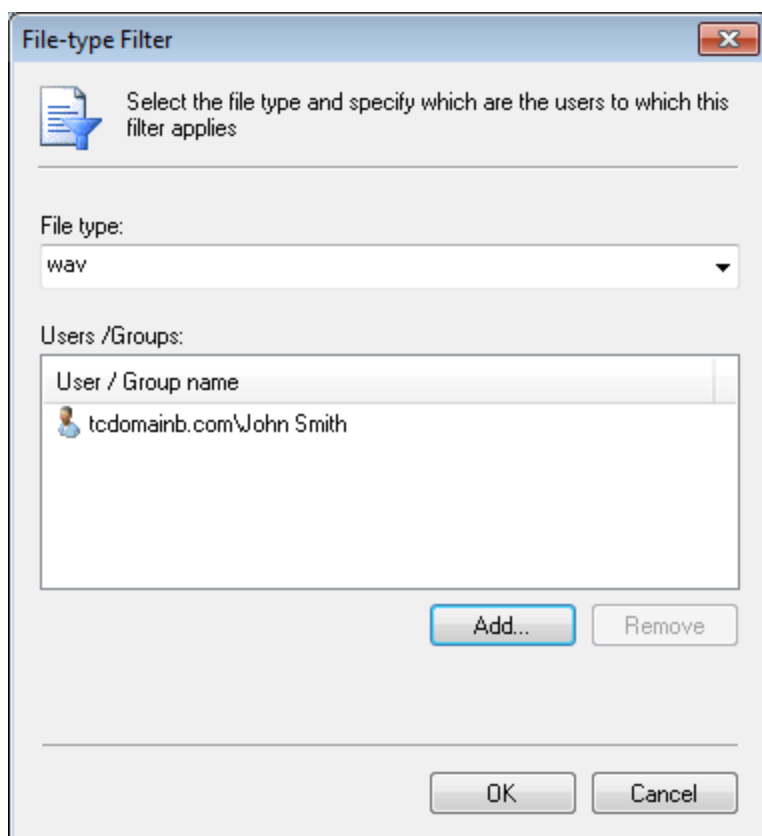 File-type Filter
Select the file type and specify which are the users to which this
filter applies
File type:
wav
Users /Groups:
User / Group name
tcdomainb.com\John Smith
Add...
Remove
OK
Cancel